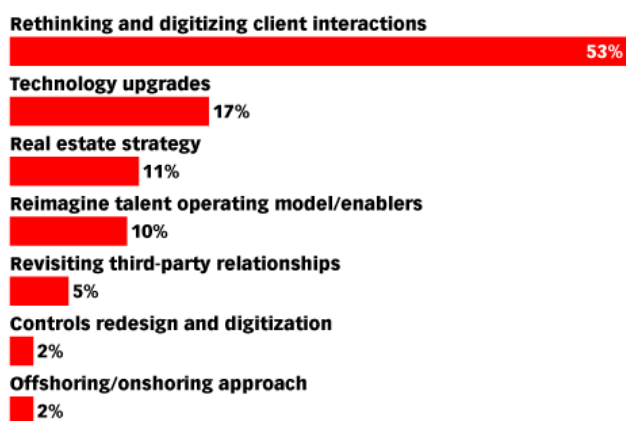 Rethinking and digitizing client interactions
53%
Technology upgrades
17%
Real estate strategy
11%
Reimagine talent operating model/enablers
10%
Revisiting third-party relationships
5%
Controls redesign and digitization
2%
Offshoring/onshoring approach
2%